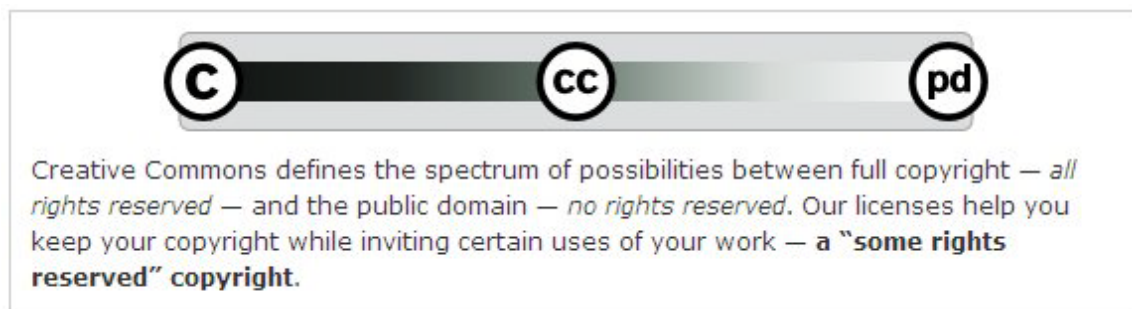 C cc pd
Creative Commons defines the spectrum of possibilities between full copyright — all
rights reserved — and the public domain — no rights reserved. Our licenses help you
keep your copyright while inviting certain uses of your work — a “some rights
reserved” copyright.